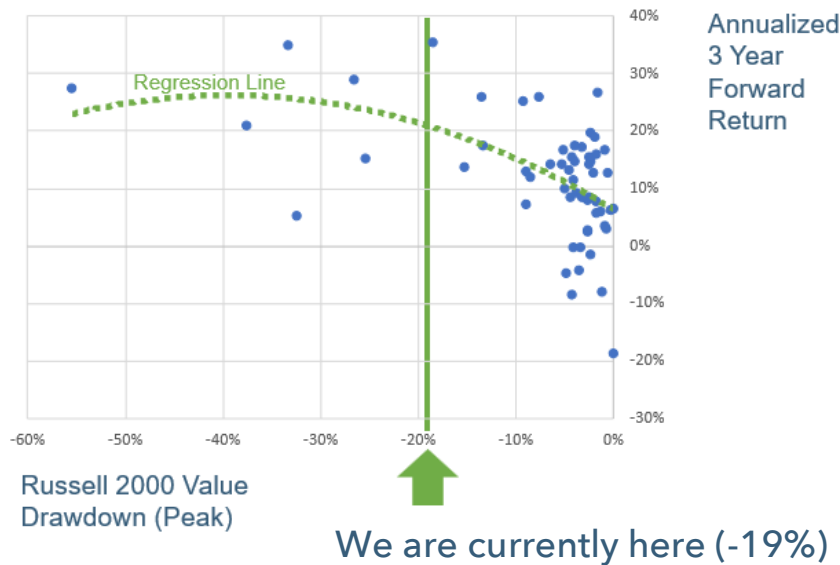 40%
Annualized
3 Year
Forward
Return
30%
Regression Line
20%
10%
0%
-10%
-20%
-30%
-60%
-50%
-40%
-30%
-20%
-10%
0%
Russell 2000 Value
Drawdown (Peak)
We are currently here (-19%)